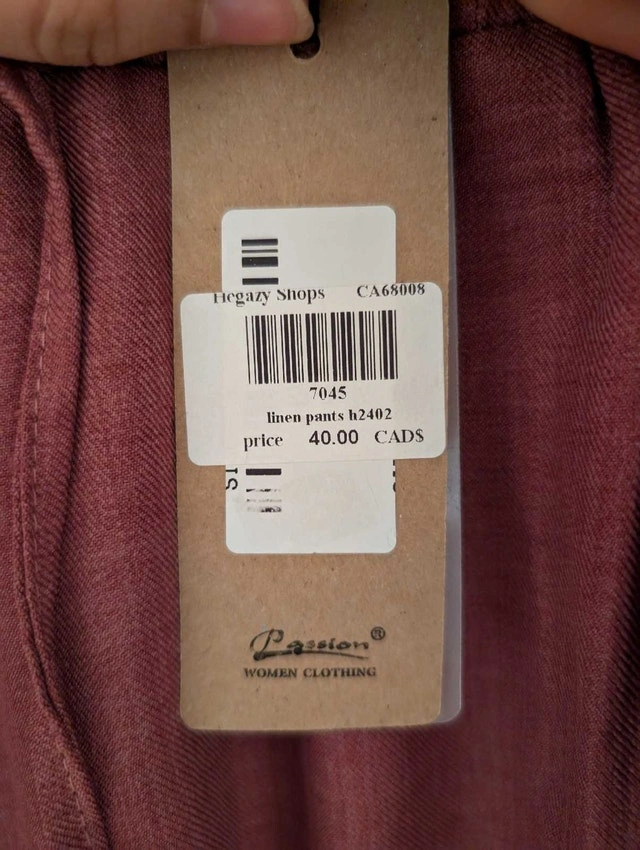 Hegazy Shops CA68008
7045
linen pants h2402
price 40.00 CAD$
Passion®
WOMEN CLOTHING